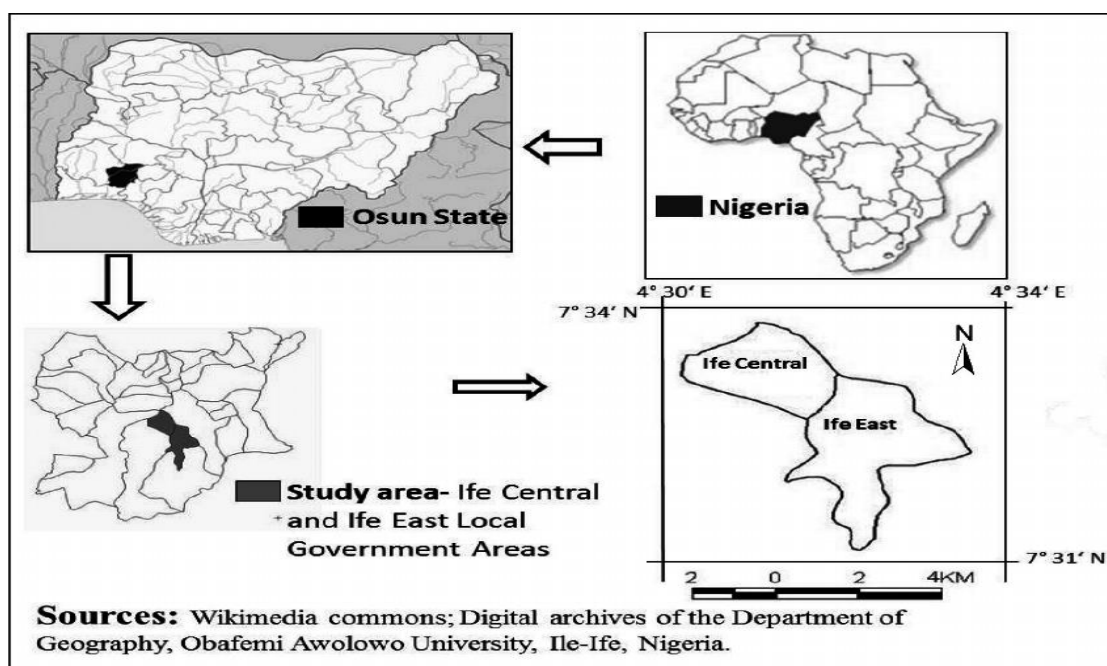 Osun State
Nigeria
4° 30′ E
4° 34′ E
7° 34′ N
N
Ife Central
Ife East
Study area- Ife Central
and Ife East Local
Government Areas
7° 31′ N
2 0 2 4KM
Sources: Wikimedia commons; Digital archives of the Department of
Geography, Obafemi Awolowo University, Ile-Ife, Nigeria.